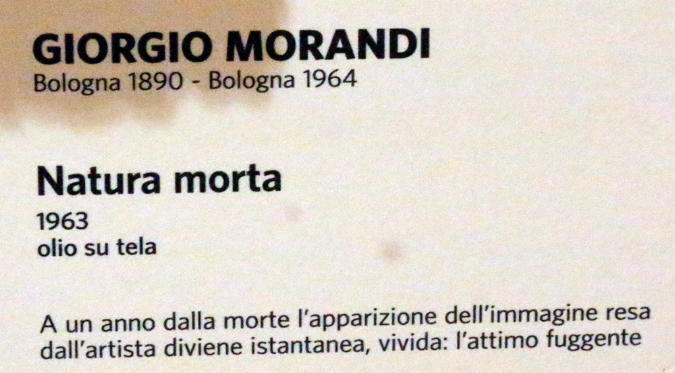 GIORGIO MORANDI
Bologna 1890 - Bologna 1964
Natura morta
1963
olio su tela
A un anno dalla morte l'apparizione dell'immagine resa
dall'artista diviene istantanea, vivida: l'attimo fuggente